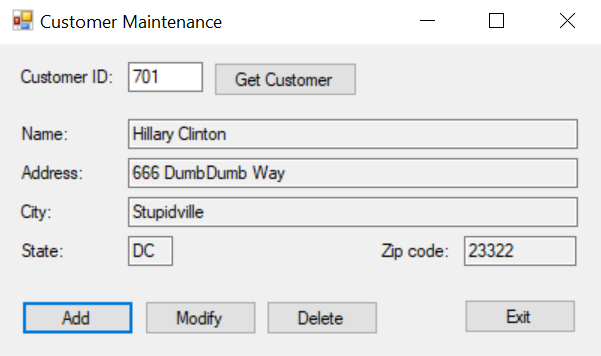 Customer Maintenance
Customer ID: 701 Get Customer
Name: Hillary Clinton
Address: 666 DumbDumb Way
City: Stupidville
State: DC Zip code: 23322
Add Modify Delete Exit